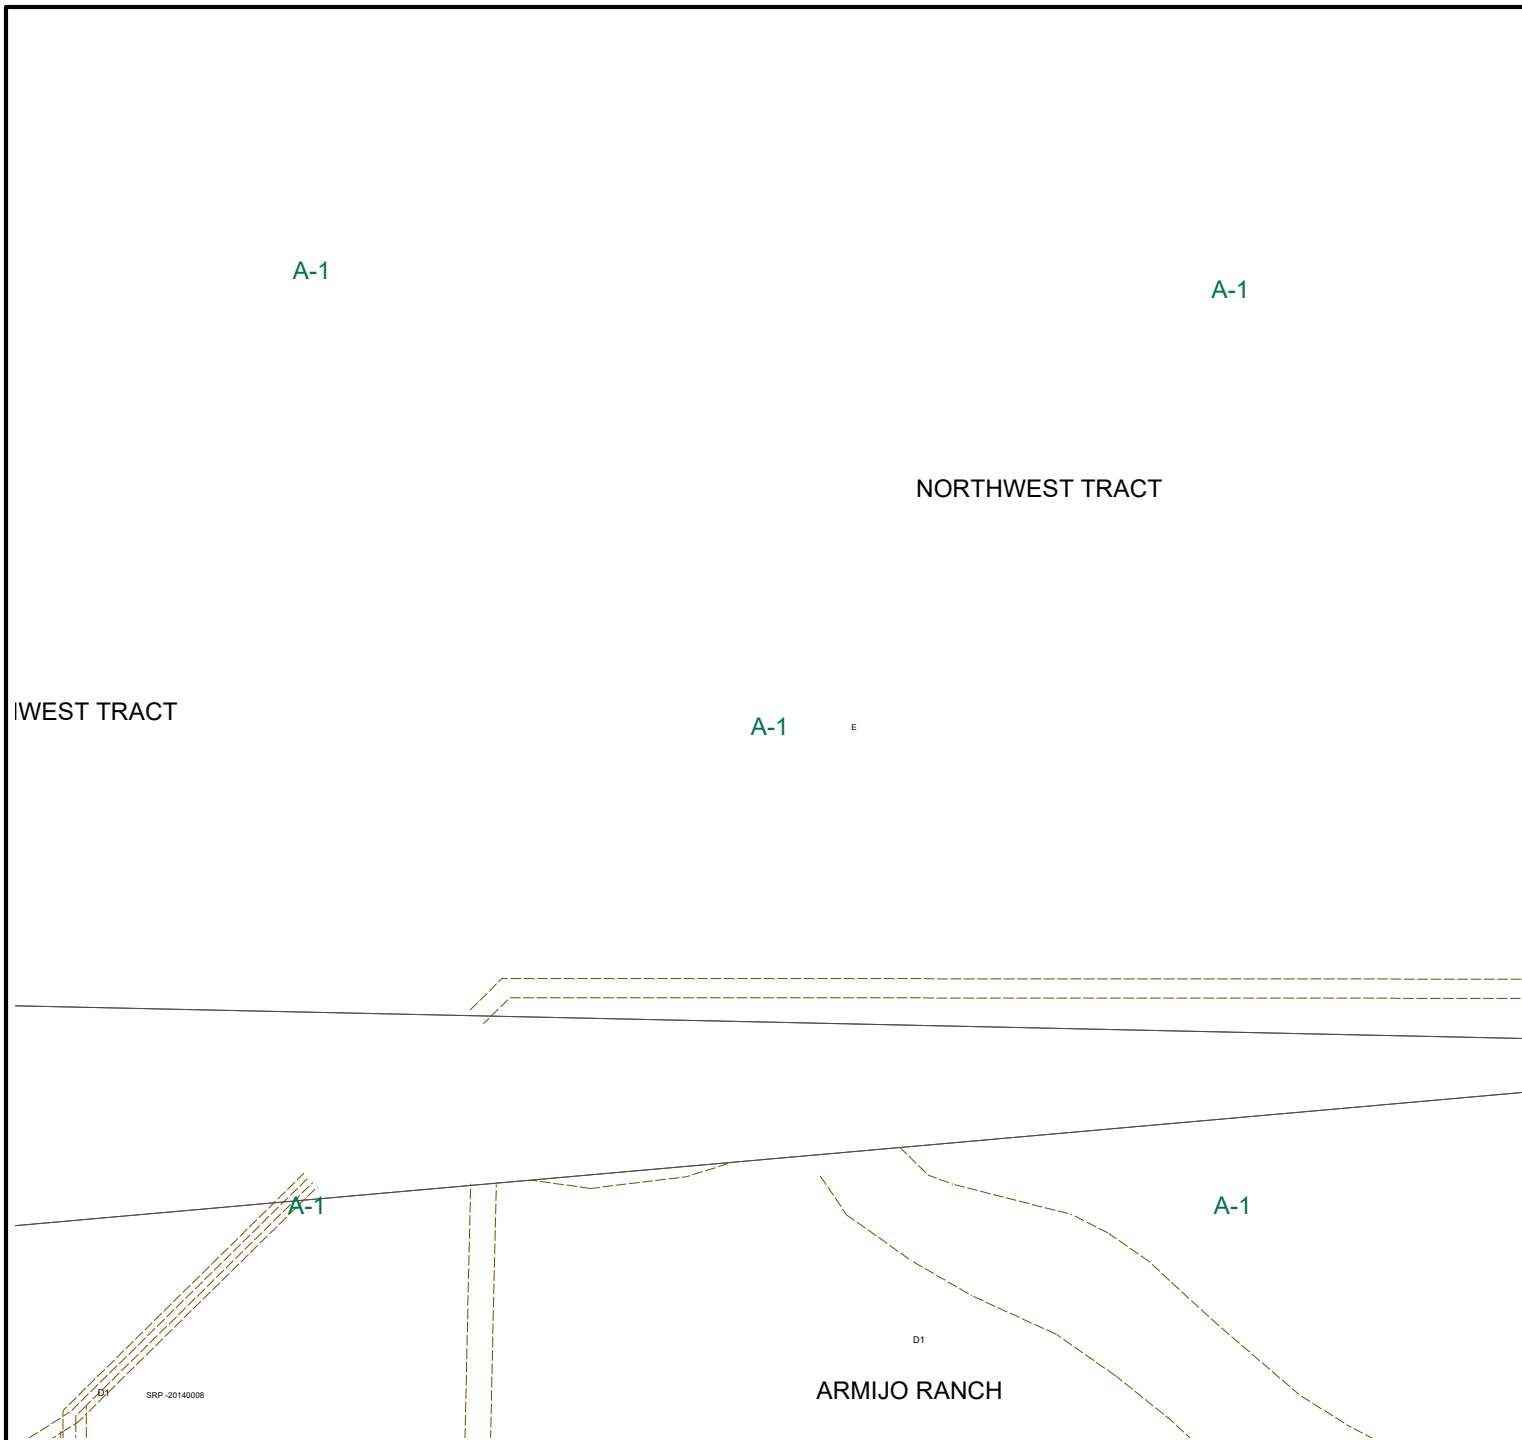 A-1
A-1
NORTHWEST TRACT
WEST TRACT
A-1
E
A-1
A-1
D1
ARMIJO RANCH
D1
SRP -20140008